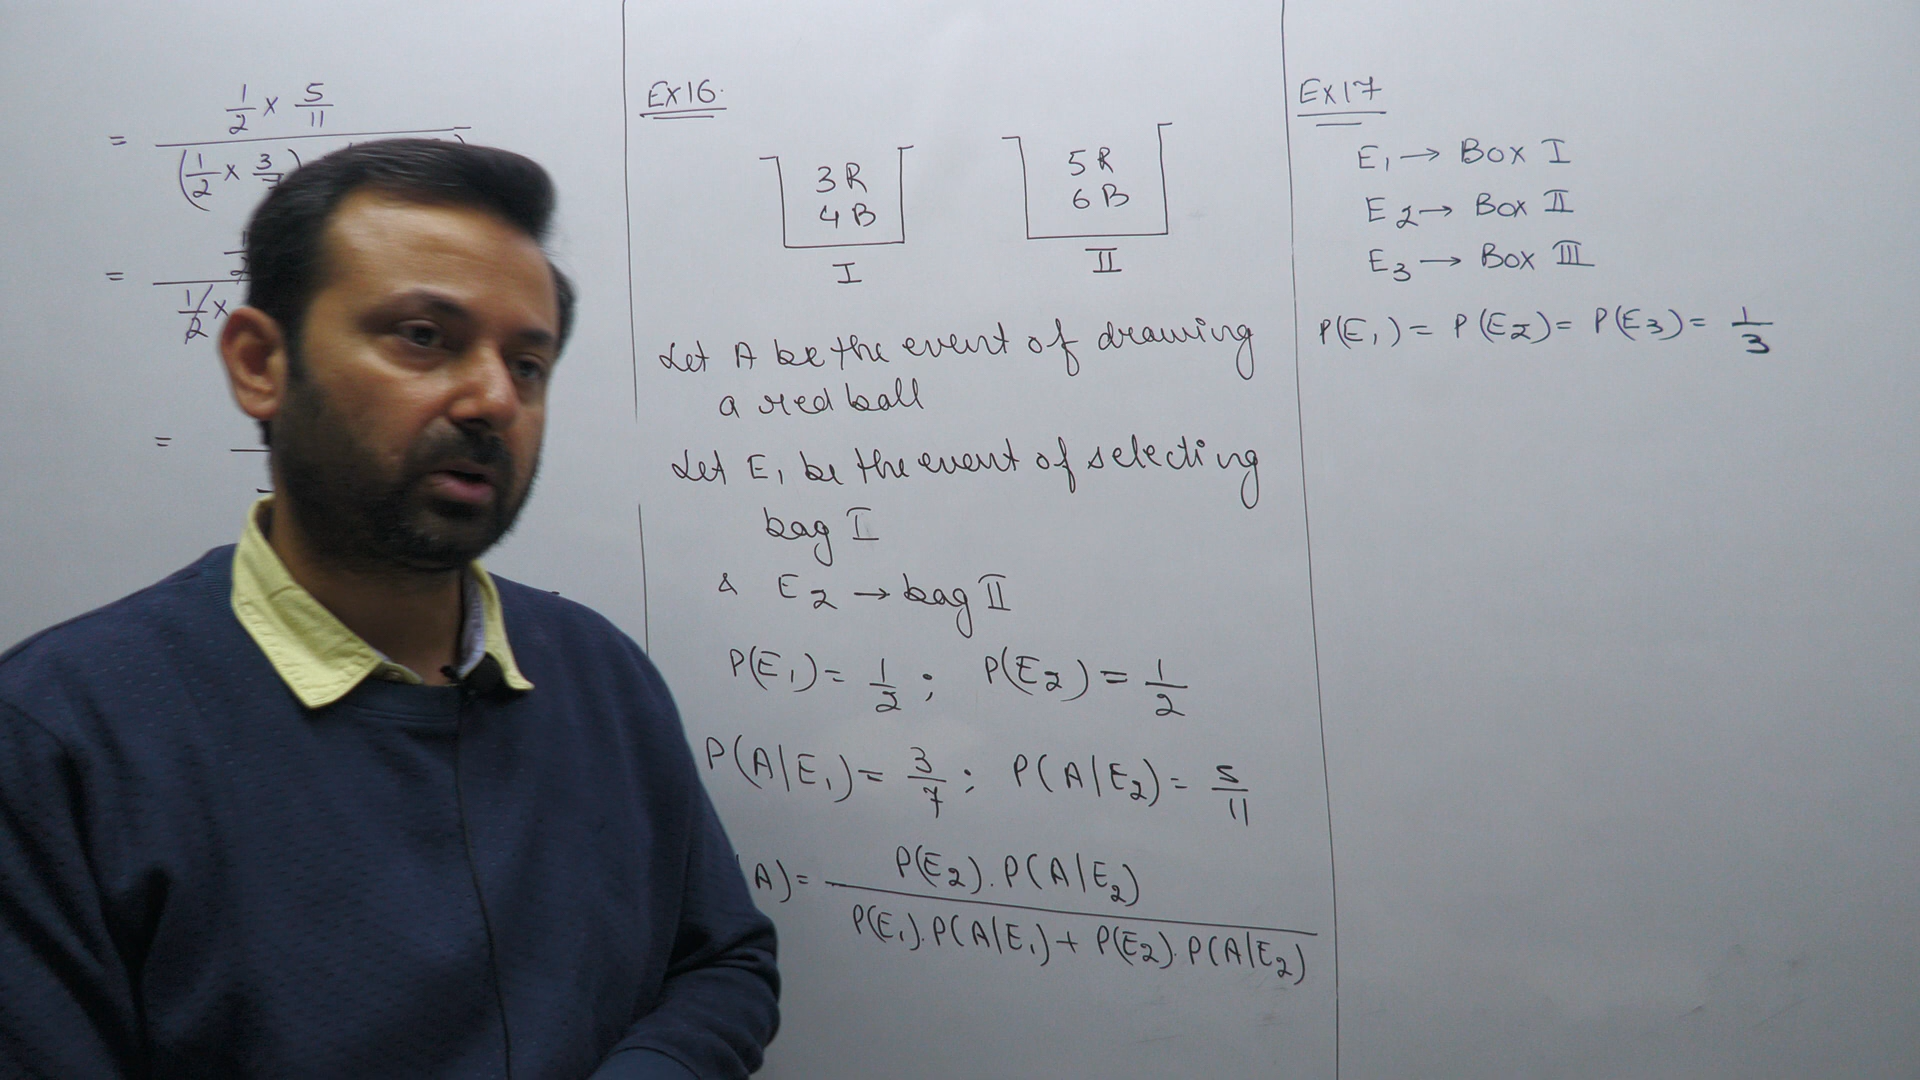 = 1/2 × 5/11
(1/2 × 3/7)
=
1/2 ×
=
Ex16.
3R
4B
I
5R
6B
II
Let A be the event of drawing
a red ball
Let E₁ be the event of selecting
bag I
& E₂ → bag II
P(E₁) = 1/2 ; P(E₂) = 1/2
P(A|E₁) = 3/7 ; P(A|E₂) = 5/11
A) = P(E₂).P(A|E₂)
P(E₁).P(A|E₁) + P(E₂).P(A|E₂)
Ex17
E₁ → Box I
E₂ → Box II
E₃ → Box III
P(E₁) = P(E₂) = P(E₃) = 1/3